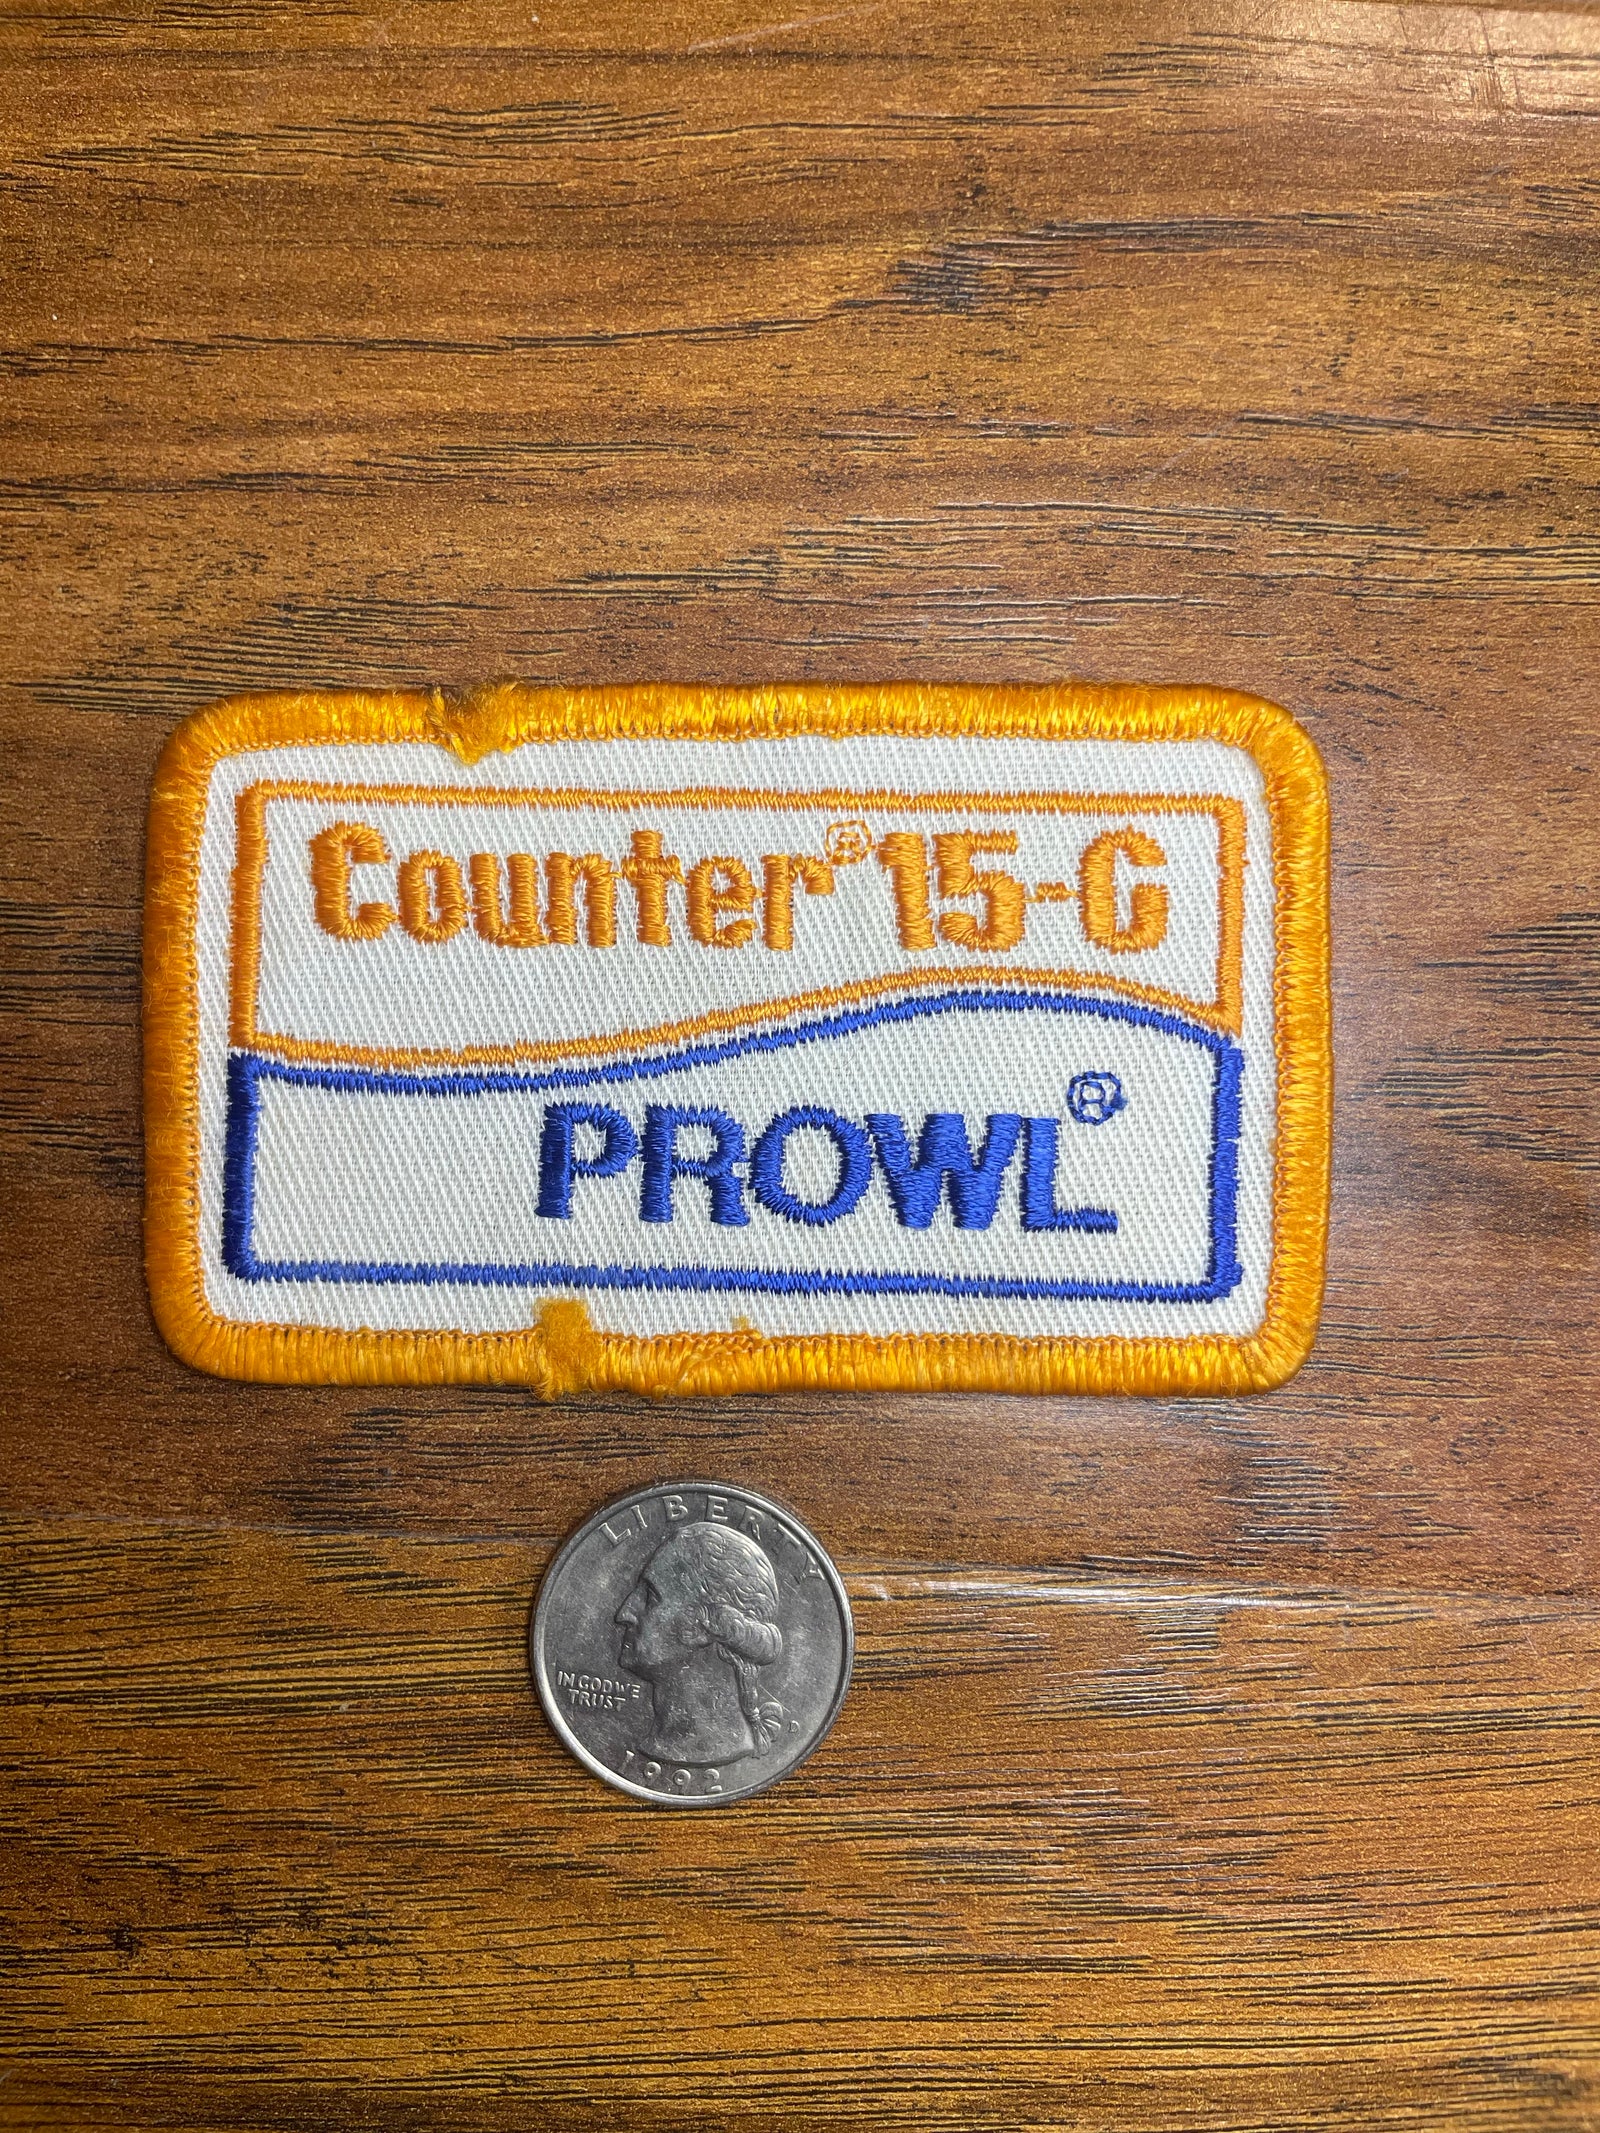 Counter® 15-G
PROWL®
LIBERTY
IN GOD WE
TRUST
D
1992